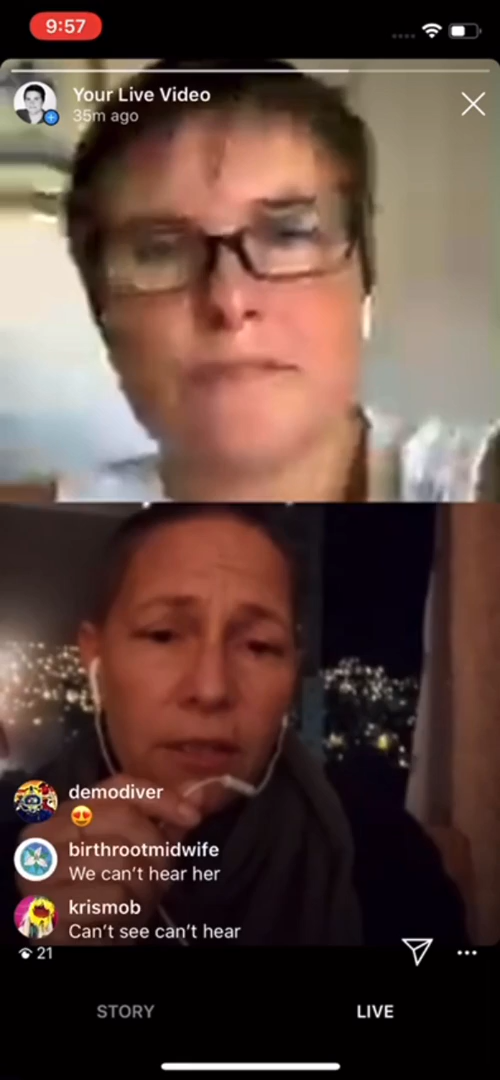 9:57
Your Live Video
35m ago
demodiver
😍
birthrootmidwife
We can't hear her
krismob
Can't see can't hear
21
STORY
LIVE